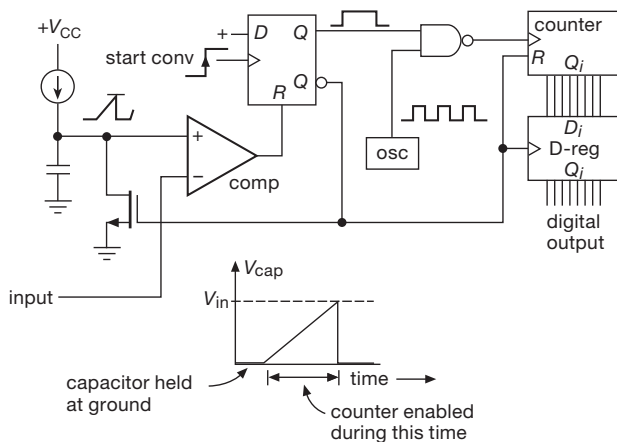 +VCC
start conv
+
D
Q
Q
R
counter
R
Qi
Di
D-reg
Qi
digital
output
osc
+
−
comp
input
Vcap
Vin
time
capacitor held
at ground
counter enabled
during this time